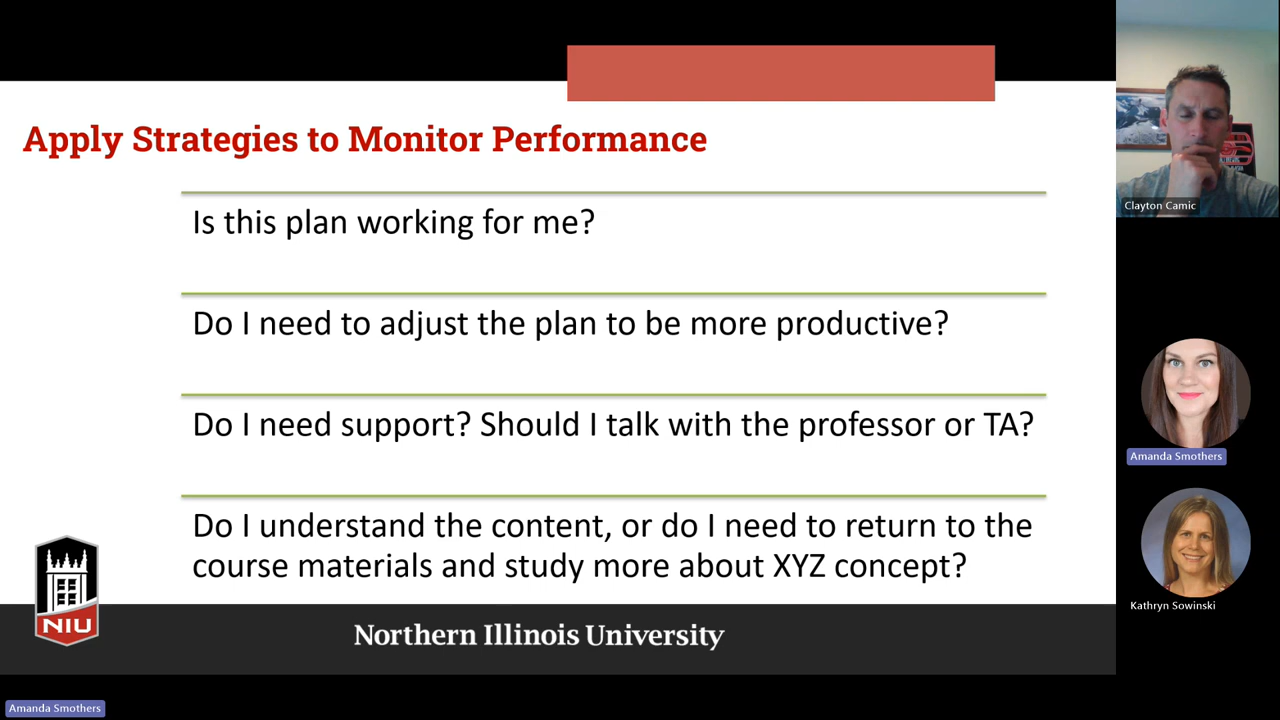 Apply Strategies to Monitor Performance
Is this plan working for me?
Do I need to adjust the plan to be more productive?
Do I need support? Should I talk with the professor or TA?
Do I understand the content, or do I need to return to the
course materials and study more about XYZ concept?
NIU
Northern Illinois University
Clayton Camic
Amanda Smothers
Kathryn Sowinski
Amanda Smothers